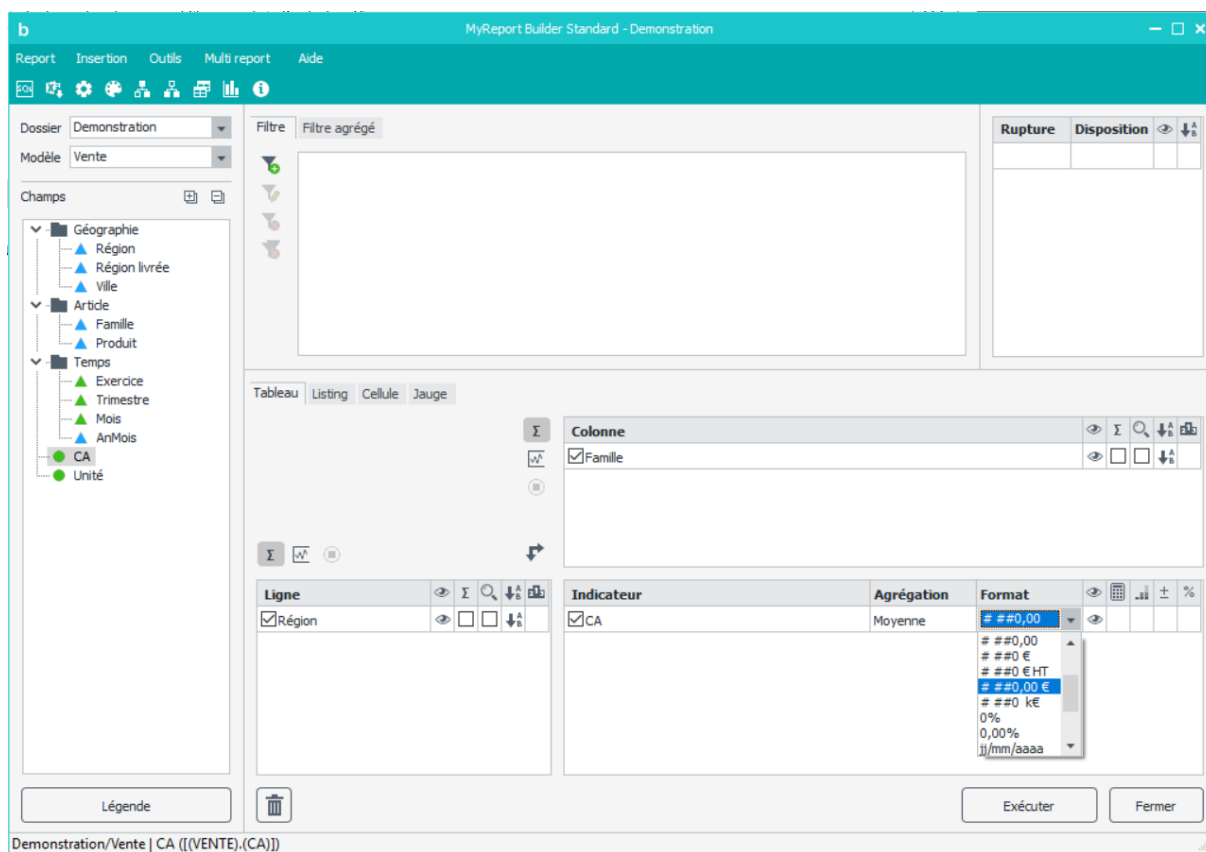 b MyReport Builder Standard - Demonstration
Report Insertion Outils Multi report Aide
SQL
Dossier Demonstration
Modèle Vente
Champs
Géographie
Région
Région livrée
Ville
Article
Famille
Produit
Temps
Exercice
Trimestre
Mois
AnMois
CA
Unité
Légende
Filtre Filtre agrégé
Rupture Disposition A B
Tableau Listing Cellule Jauge
Σ
Colonne Σ A B
Famille A B
Σ
Ligne Σ A B
Région A B
Indicateur Agrégation Format ± %
CA Moyenne # ##0,00
# ##0,00
# ##0 €
# ##0 € HT
# ##0,00 €
# ##0 k€
0%
0,00%
jj/mm/aaaa
Exécuter Fermer
Demonstration/Vente | CA ([(VENTE).(CA)])